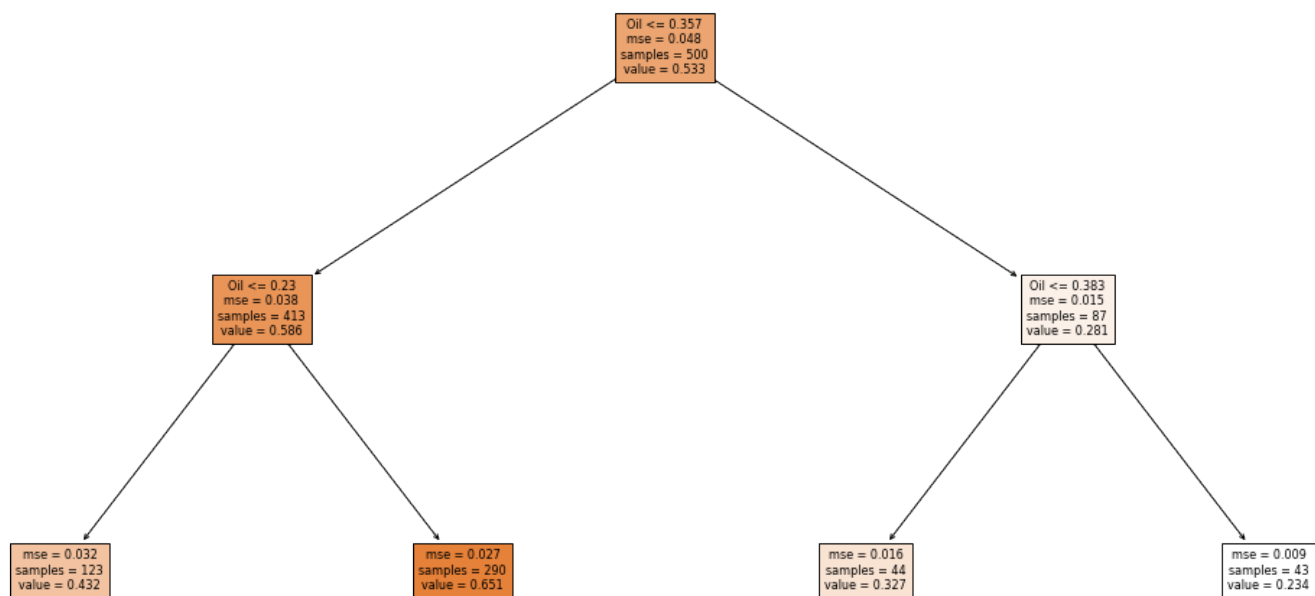 Oil <= 0.357
mse = 0.048
samples = 500
value = 0.533
Oil <= 0.23
mse = 0.038
samples = 413
value = 0.586
Oil <= 0.383
mse = 0.015
samples = 87
value = 0.281
mse = 0.032
samples = 123
value = 0.432
mse = 0.027
samples = 290
value = 0.651
mse = 0.016
samples = 44
value = 0.327
mse = 0.009
samples = 43
value = 0.234